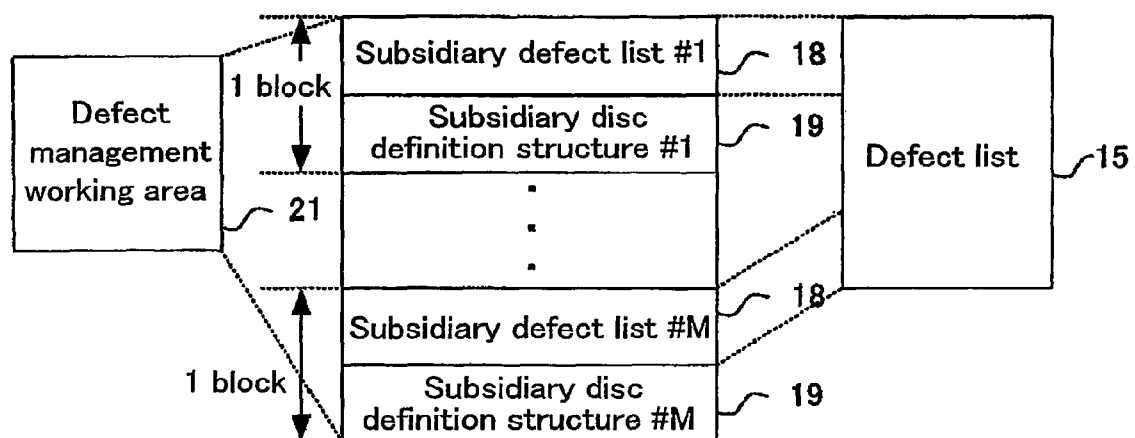 Defect
management
working area
21
1 block
Subsidiary defect list #1
18
Subsidiary disc
definition structure #1
19
Defect list
15
1 block
Subsidiary defect list #M
18
Subsidiary disc
definition structure #M
19